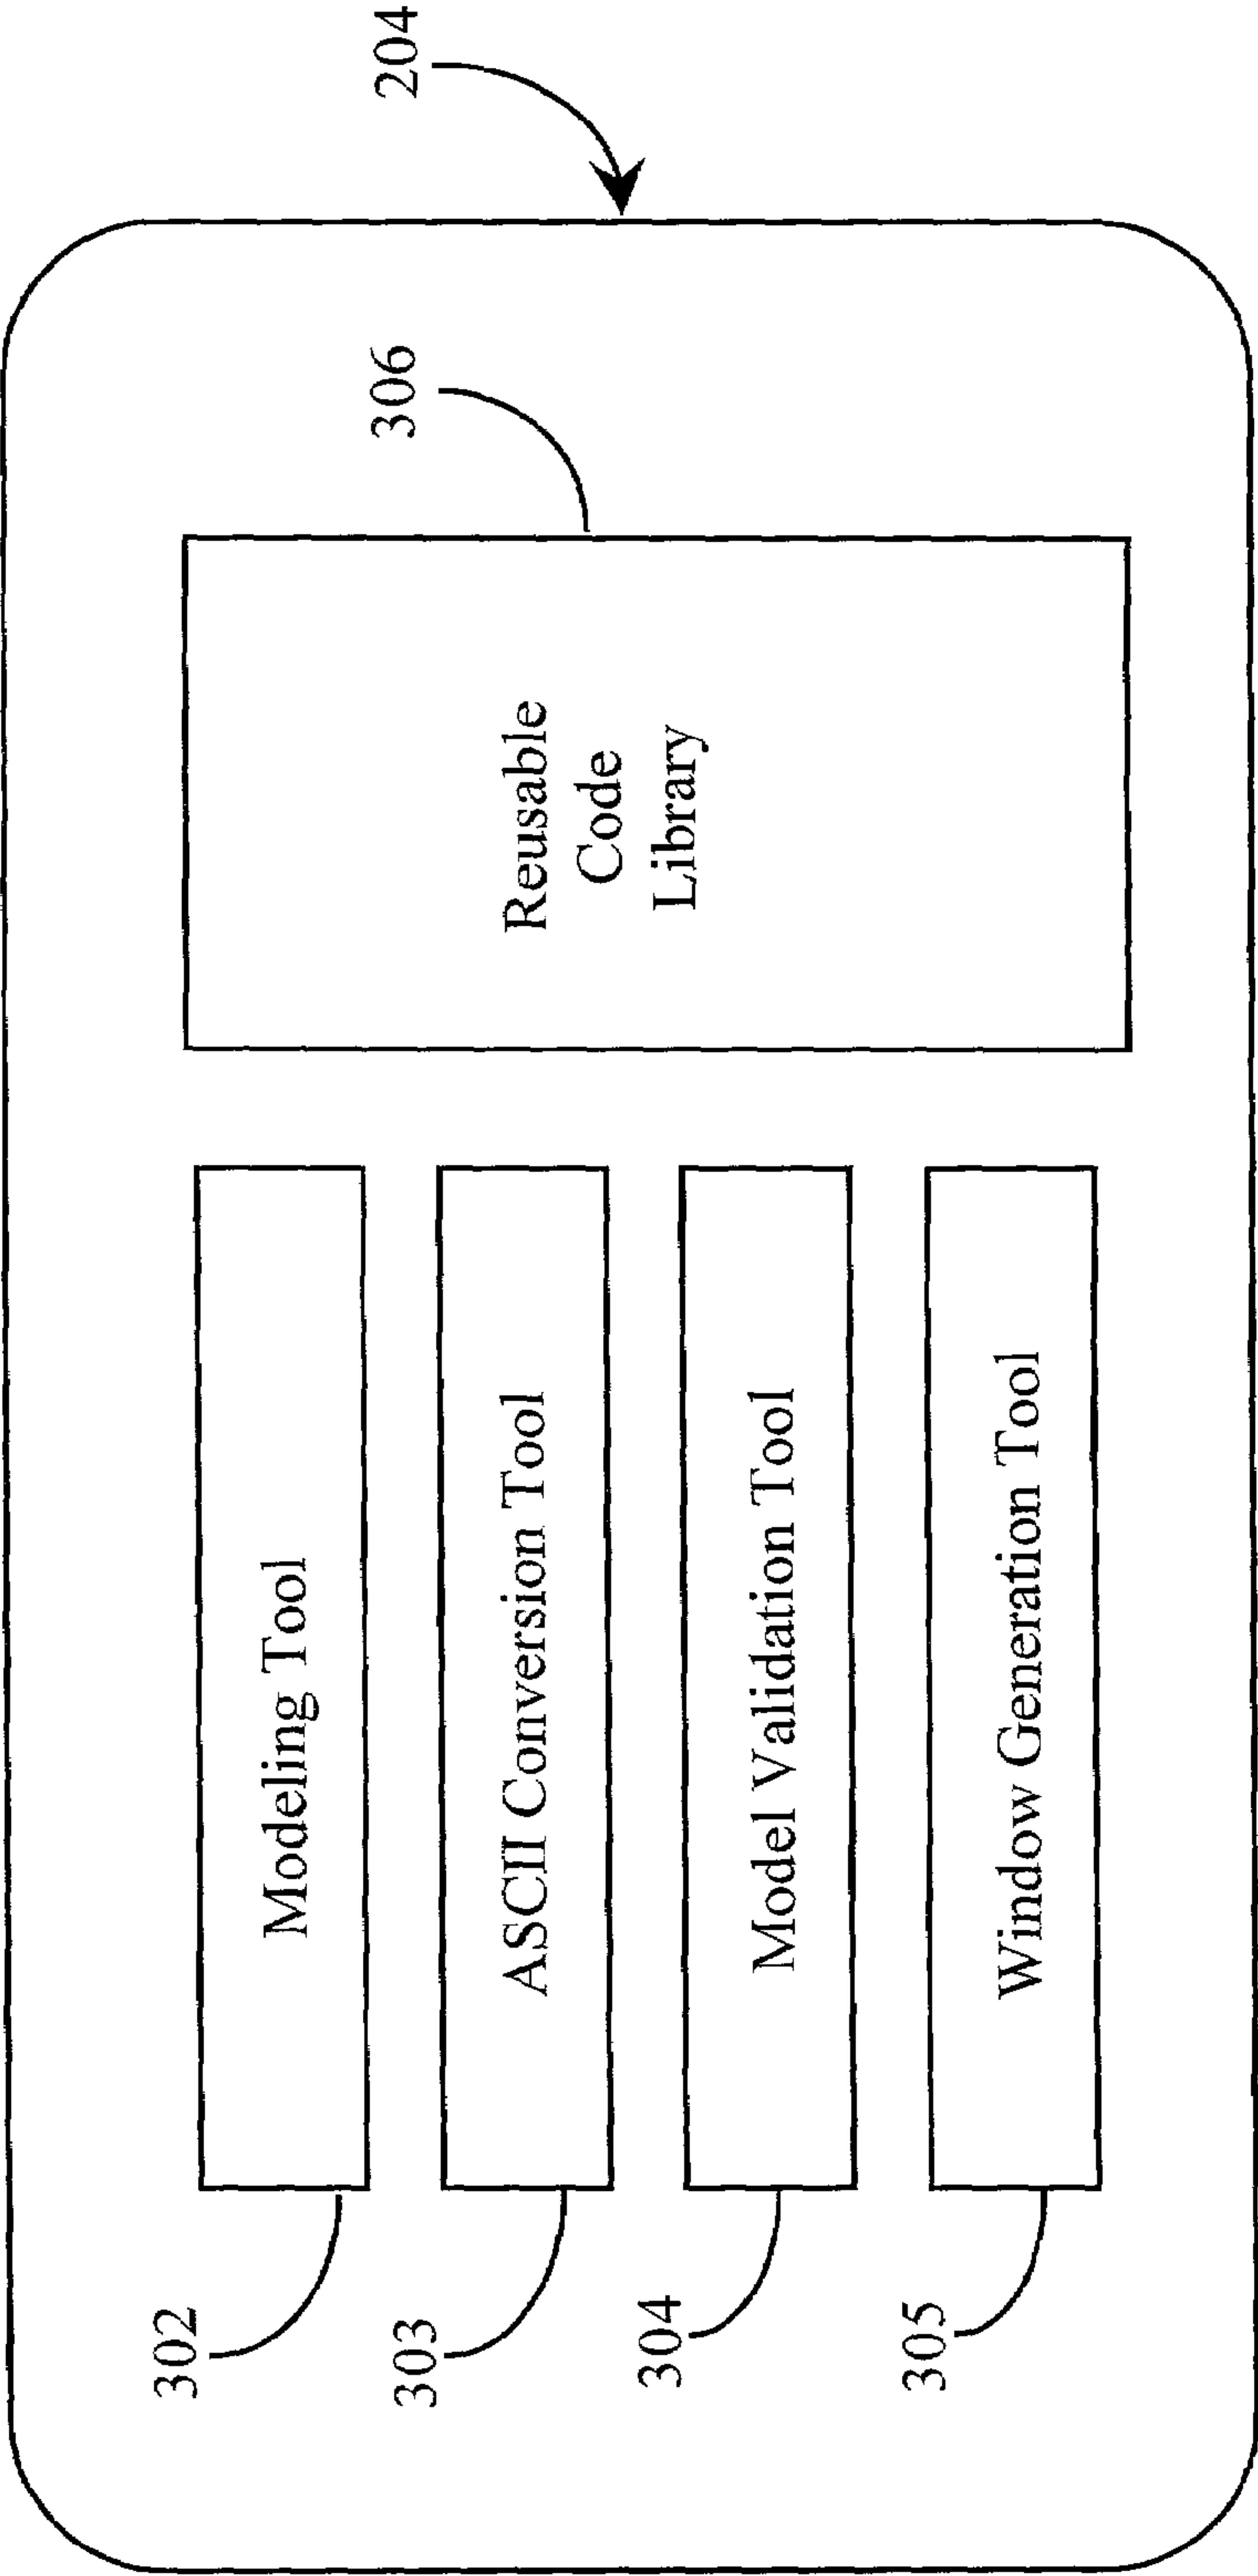 204
306
302
Modeling Tool
303
ASCII Conversion Tool
304
Model Validation Tool
305
Window Generation Tool
Reusable
Code
Library